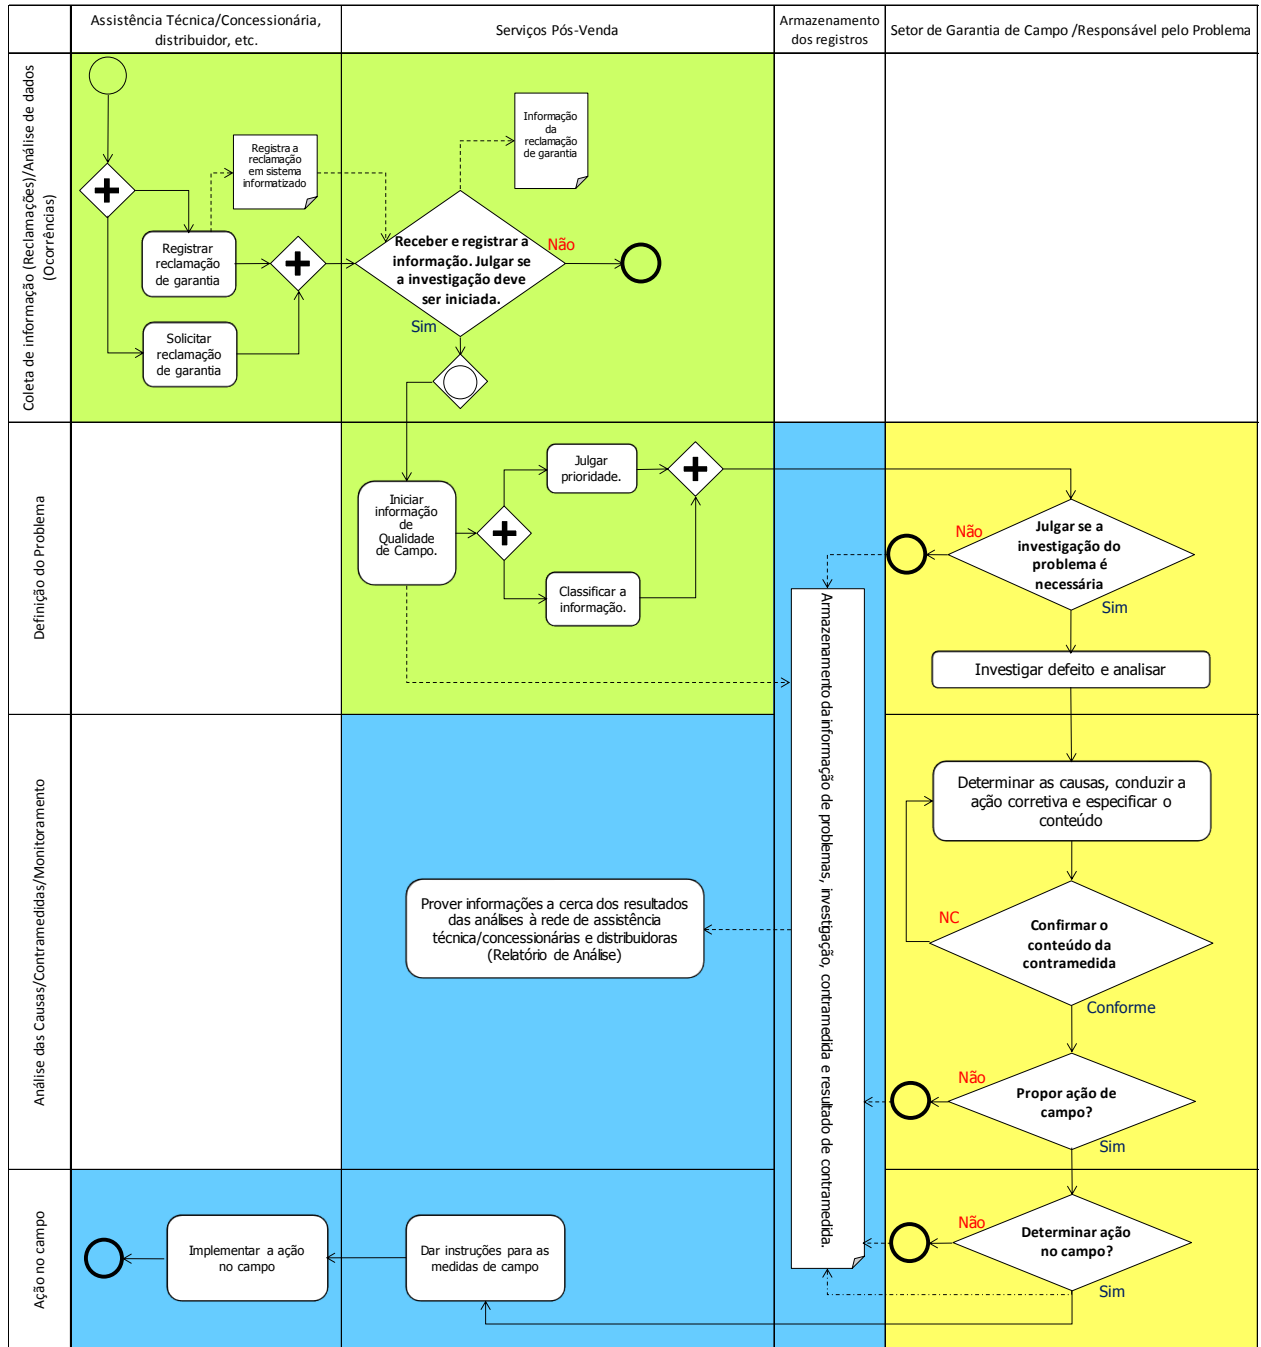 Assistência Técnica/Concessionária,
distribuidor, etc.
Serviços Pós-Venda
Armazenamento
dos registros
Setor de Garantia de Campo /Responsável pelo Problema
Coleta de informação (Reclamações)/Análise de dados
(Ocorrências)
Registra a
reclamação
em sistema
informatizado
Informação
da
reclamação
de garantia
Registrar
reclamação
de garantia
Receber e registrar a
informação. Julgar se
a investigação deve
ser iniciada.
Não
Sim
Solicitar
reclamação
de garantia
Definição do Problema
Iniciar
informação
de
Qualidade
de Campo.
Julgar
prioridade.
Classificar a
informação.
Não
Julgar se a
investigação do
problema é
necessária
Sim
Investigar defeito e analisar
Armazenamento da informação de problemas, investigação, contramedida e resultado de contramedida.
Análise das Causas/Contramedidas/Monitoramento
Determinar as causas, conduzir a
ação corretiva e especificar o
conteúdo
Prover informações a cerca dos resultados
das análises à rede de assistência
técnica/concessionárias e distribuidoras
(Relatório de Análise)
NC
Confirmar o
conteúdo da
contramedida
Conforme
Não
Propor ação de
campo?
Sim
Ação no campo
Implementar a ação
no campo
Dar instruções para as
medidas de campo
Não
Determinar ação
no campo?
Sim